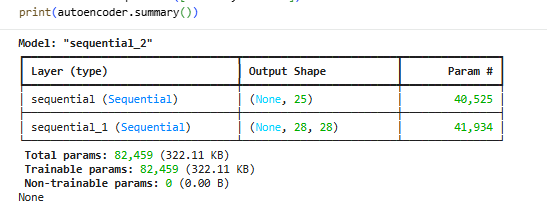 print(autoencoder.summary())
Model: "sequential_2"
Layer (type) Output Shape Param #
sequential (Sequential) (None, 25) 40,525
sequential_1 (Sequential) (None, 28, 28) 41,934
Total params: 82,459 (322.11 KB)
Trainable params: 82,459 (322.11 KB)
Non-trainable params: 0 (0.00 B)
None